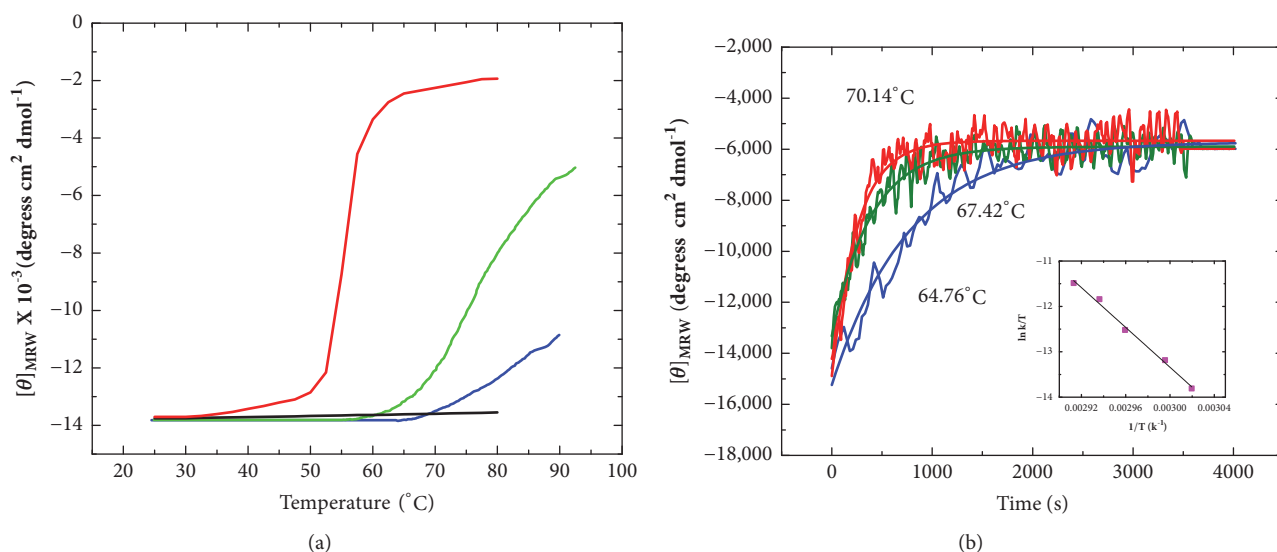 [θ]MRW X 10⁻³(degress cm² dmol⁻¹)
0
−2
−4
−6
−8
−10
−12
−14
20 30 40 50 60 70 80 90 100
Temperature (˚C)
(a)
[θ]MRW (degress cm² dmol⁻¹)
−2,000
−4,000
−6,000
−8,000
−10,000
−12,000
−14,000
−16,000
−18,000
70.14˚C
67.42˚C
64.76˚C
ln k/T
−11
−12
−13
−14
0.00292 0.00296 0.00300 0.00304
1/T (k⁻¹)
0 1000 2000 3000 4000
Time (s)
(b)